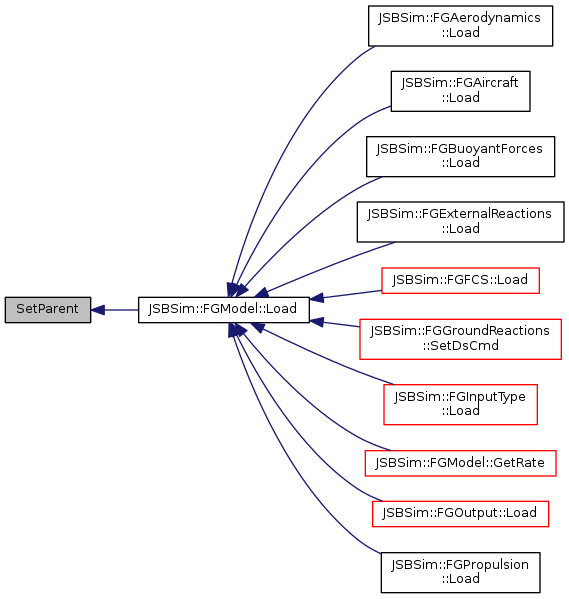 JSBSim::FGAerodynamics
::Load
JSBSim::FGAircraft
::Load
JSBSim::FGBuoyantForces
::Load
JSBSim::FGExternalReactions
::Load
JSBSim::FGFCS::Load
SetParent
JSBSim::FGModel::Load
JSBSim::FGGroundReactions
::SetDsCmd
JSBSim::FGInputType
::Load
JSBSim::FGModel::GetRate
JSBSim::FGOutput::Load
JSBSim::FGPropulsion
::Load